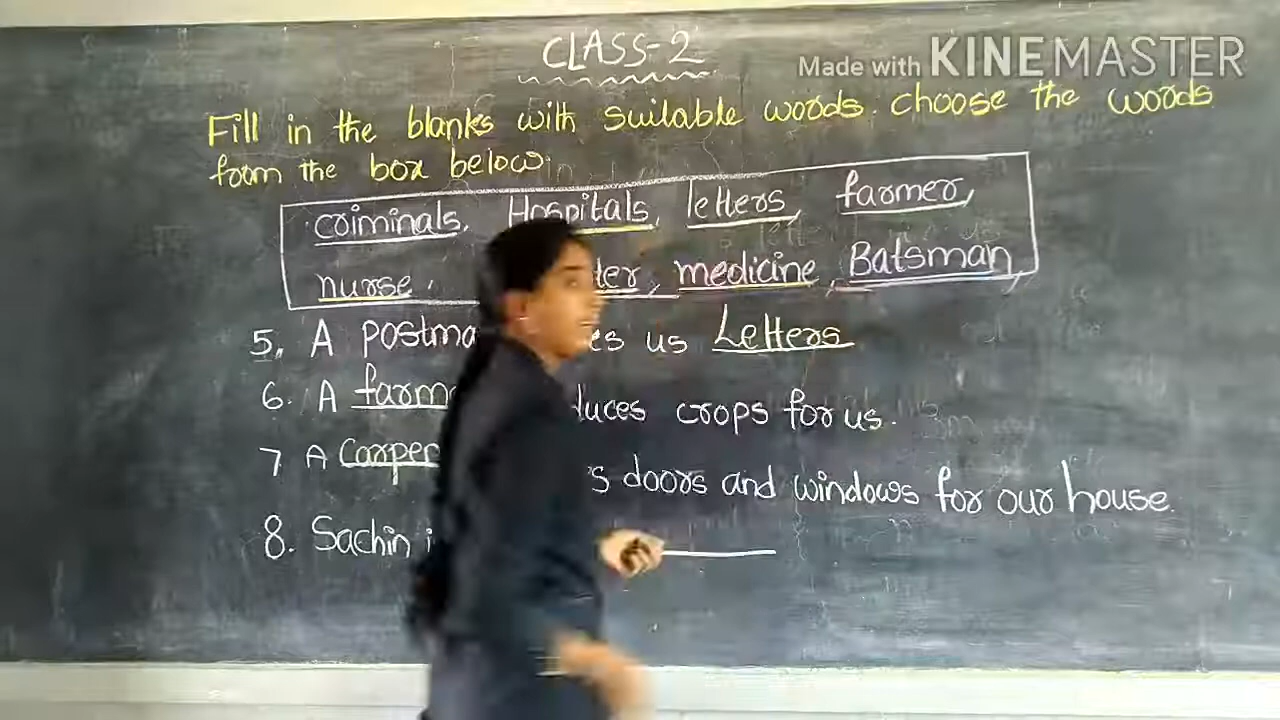 CLASS-2
Made with KINEMASTER
Fill in the blanks with suitable words. choose the words
from the box below.
criminals, Hospitals, letters, farmer,
nurse, ter, medicine, Batsman,
5. A postma es us Letters
6. A farm duces crops for us.
7 A Carpe s doors and windows for our house.
8. Sachin i